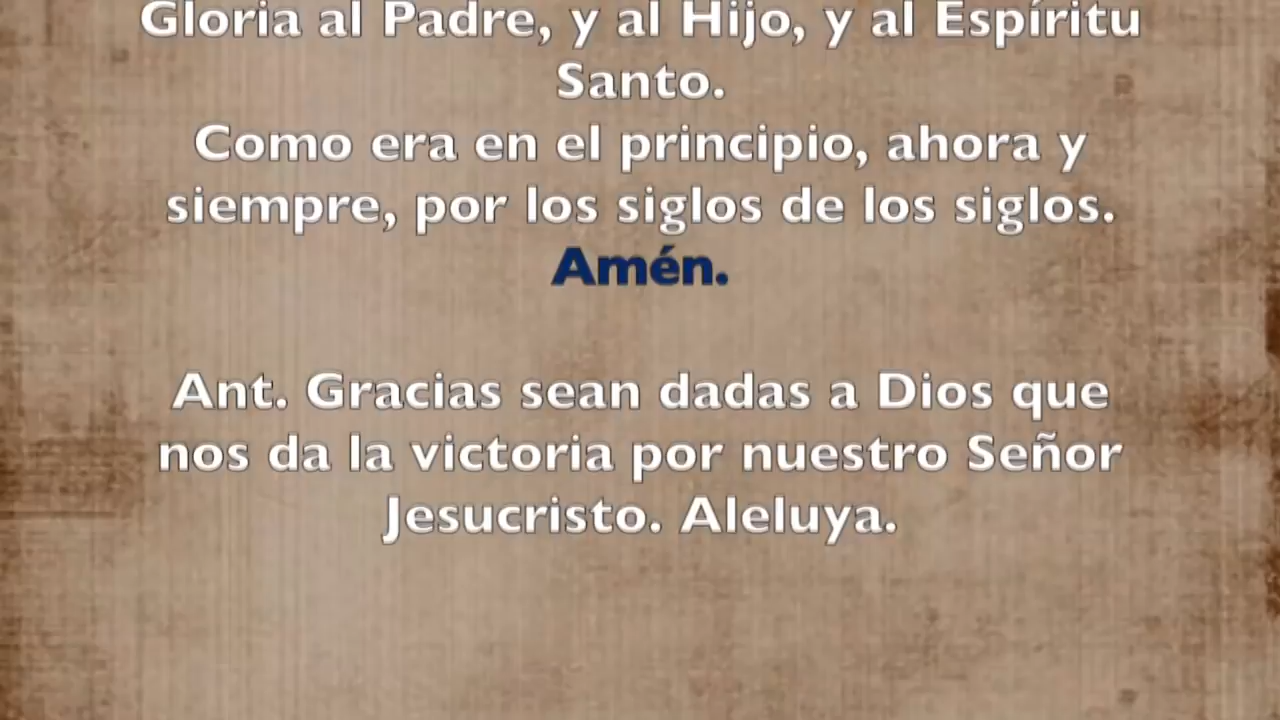 Gloria al Padre, y al Hijo, y al Espíritu
Santo.
Como era en el principio, ahora y
siempre, por los siglos de los siglos.
Amén.
Ant. Gracias sean dadas a Dios que
nos da la victoria por nuestro Señor
Jesucristo. Aleluya.